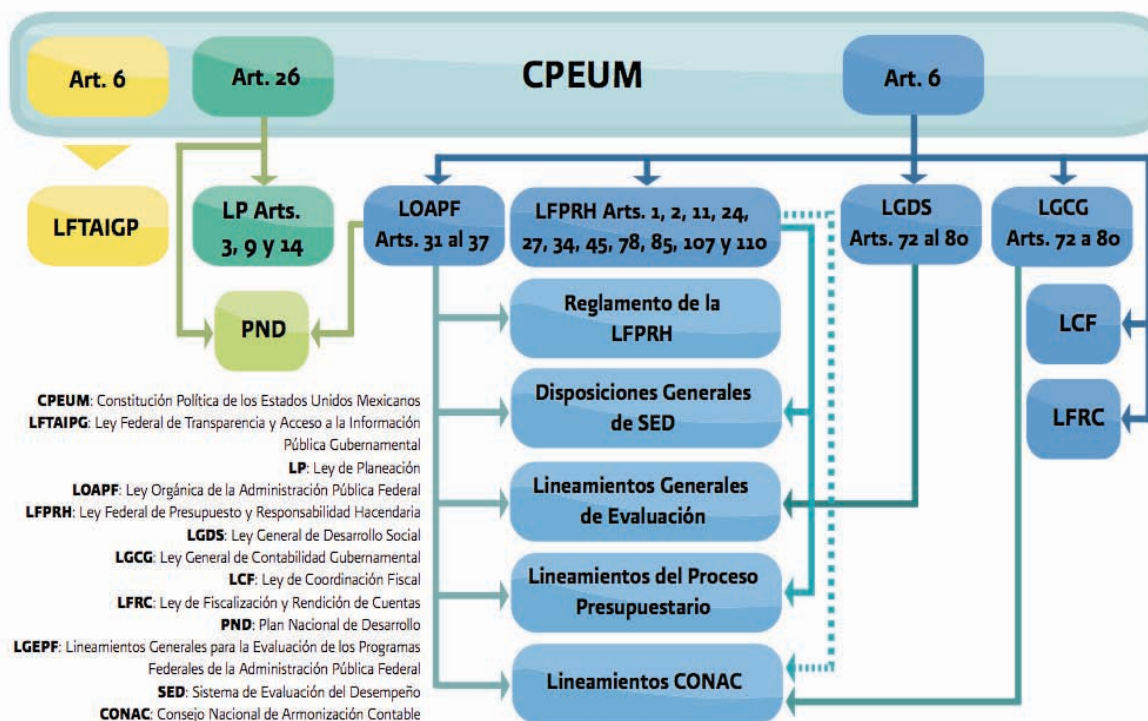 CPEUM
Art. 6
Art. 26
Art. 6
LFTAIGP
LP Arts.
3, 9 y 14
LOAPF
Arts. 31 al 37
LFPRH Arts. 1, 2, 11, 24,
27, 34, 45, 78, 85, 107 y 110
LGDS
Arts. 72 al 80
LGCG
Arts. 72 a 80
PND
Reglamento de la
LFPRH
LCF
Disposiciones Generales
de SED
LFRC
Lineamientos Generales
de Evaluación
Lineamientos del Proceso
Presupuestario
Lineamientos CONAC
CPEUM: Constitución Política de los Estados Unidos Mexicanos
LFTAIPG: Ley Federal de Transparencia y Acceso a la Información
Pública Gubernamental
LP: Ley de Planeación
LOAPF: Ley Orgánica de la Administración Pública Federal
LFPRH: Ley Federal de Presupuesto y Responsabilidad Hacendaria
LGDS: Ley General de Desarrollo Social
LGCG: Ley General de Contabilidad Gubernamental
LCF: Ley de Coordinación Fiscal
LFRC: Ley de Fiscalización y Rendición de Cuentas
PND: Plan Nacional de Desarrollo
LGEPF: Lineamientos Generales para la Evaluación de los Programas
Federales de la Administración Pública Federal
SED: Sistema de Evaluación del Desempeño
CONAC: Consejo Nacional de Armonización Contable